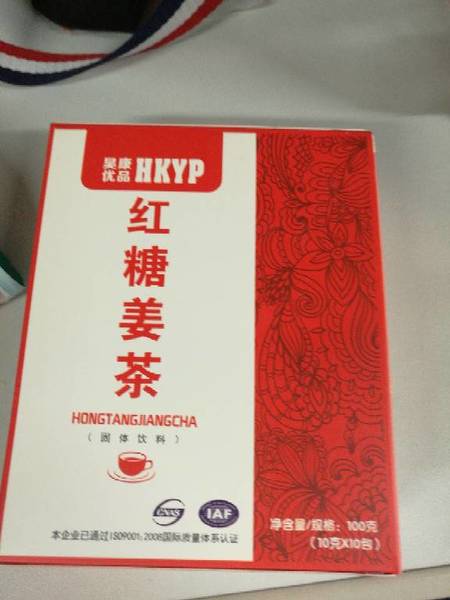 昊康
优品 HKYP
红糖姜茶
HONGTANGJIANGCHA
（固体饮料）
CNAS
IAF
净含量/规格：100克
（10克X10包）
本企业已通过ISO9001：2008国际质量体系认证